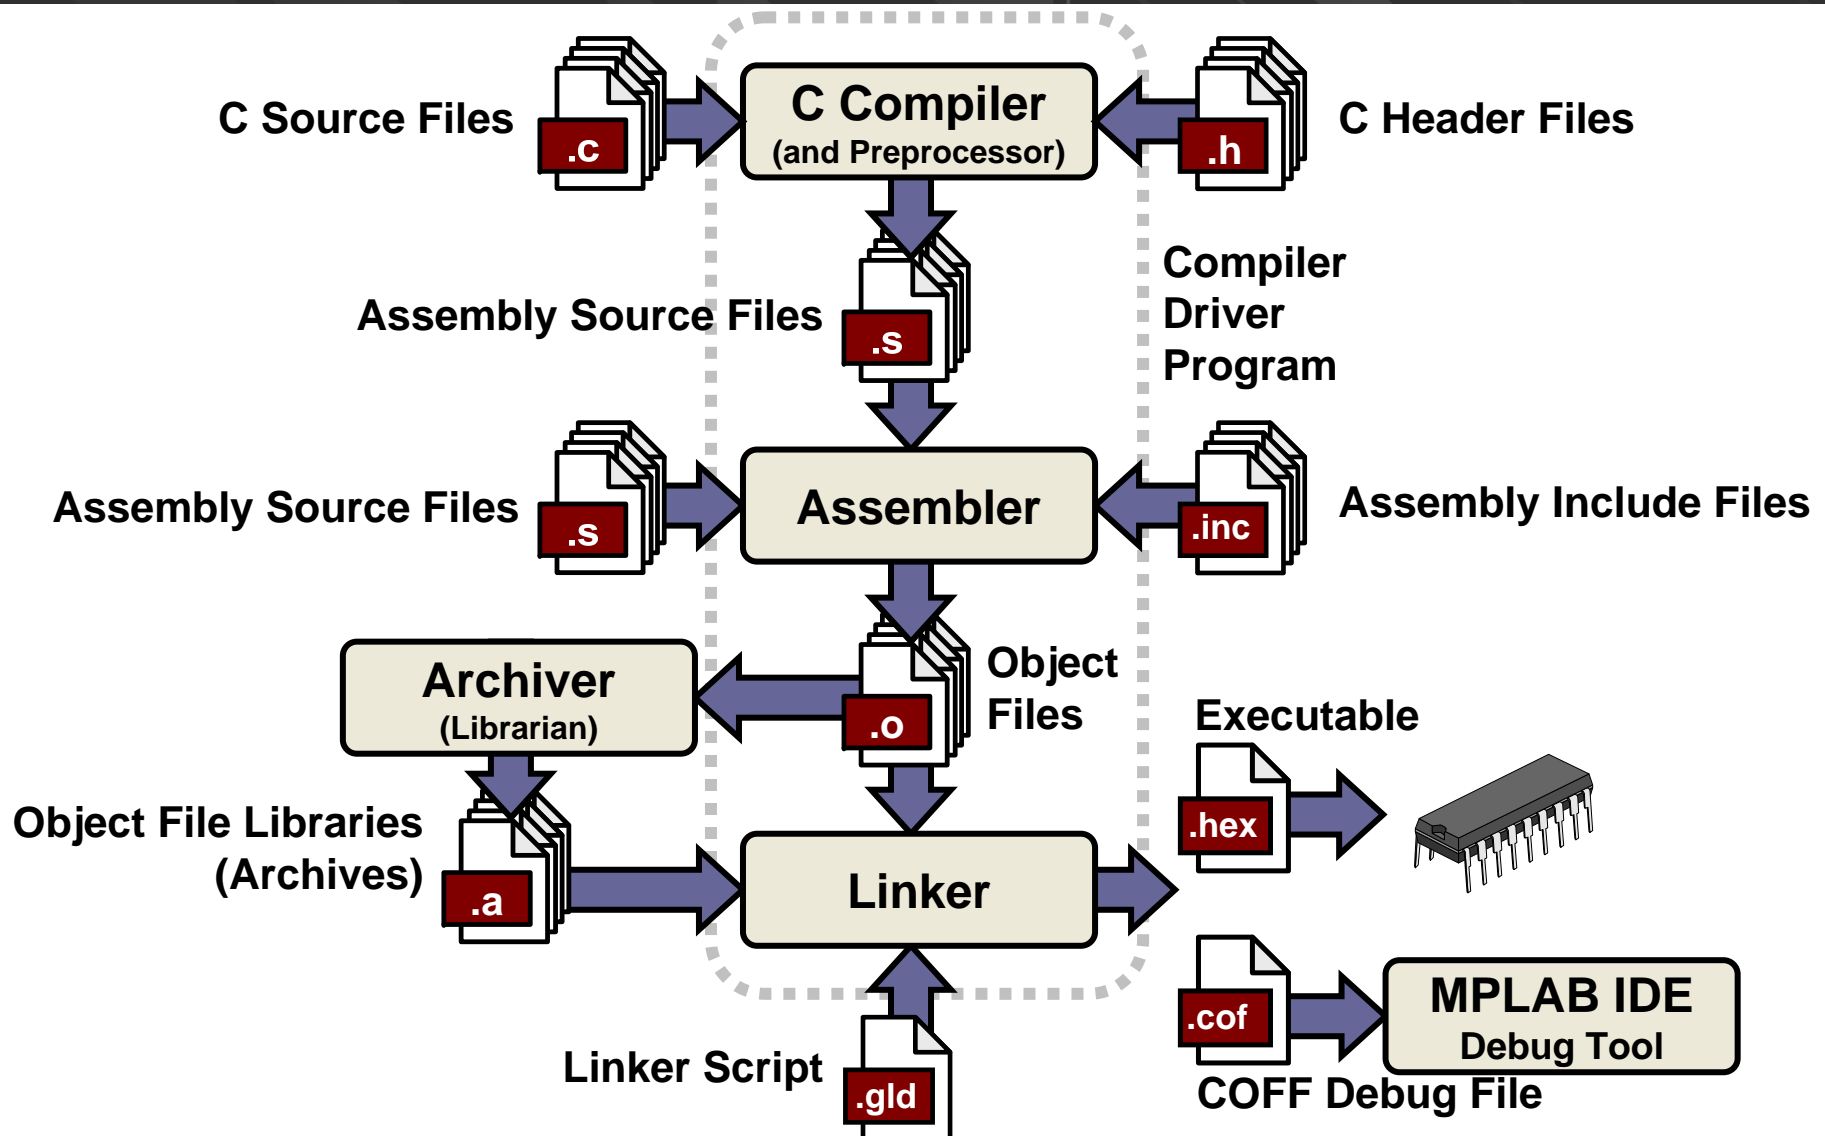 C Source Files
.c
C Compiler
(and Preprocessor)
.h
C Header Files
Assembly Source Files
.s
Compiler
Driver
Program
Assembly Source Files
.s
Assembler
.inc
Assembly Include Files
Archiver
(Librarian)
.o
Object
Files
Executable
.hex
Object File Libraries
(Archives)
.a
Linker
.cof
MPLAB IDE
Debug Tool
COFF Debug File
Linker Script
.gld